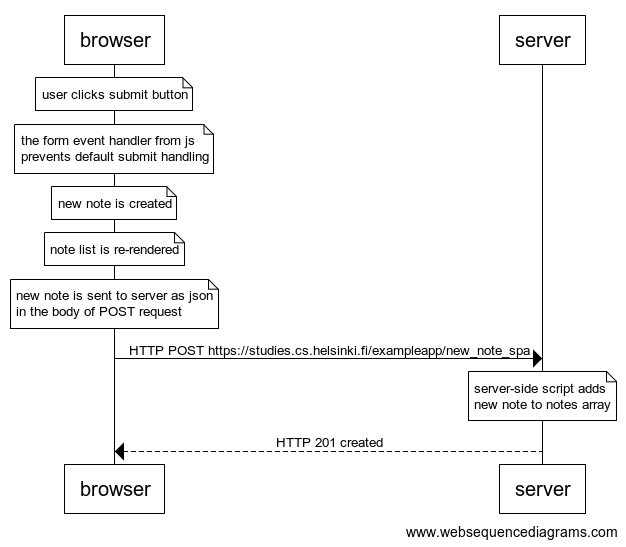 browser
server
user clicks submit button
the form event handler from js
prevents default submit handling
new note is created
note list is re-rendered
new note is sent to server as json
in the body of POST request
HTTP POST https://studies.cs.helsinki.fi/exampleapp/new_note_spa
server-side script adds
new note to notes array
HTTP 201 created
browser
server
www.websequencediagrams.com